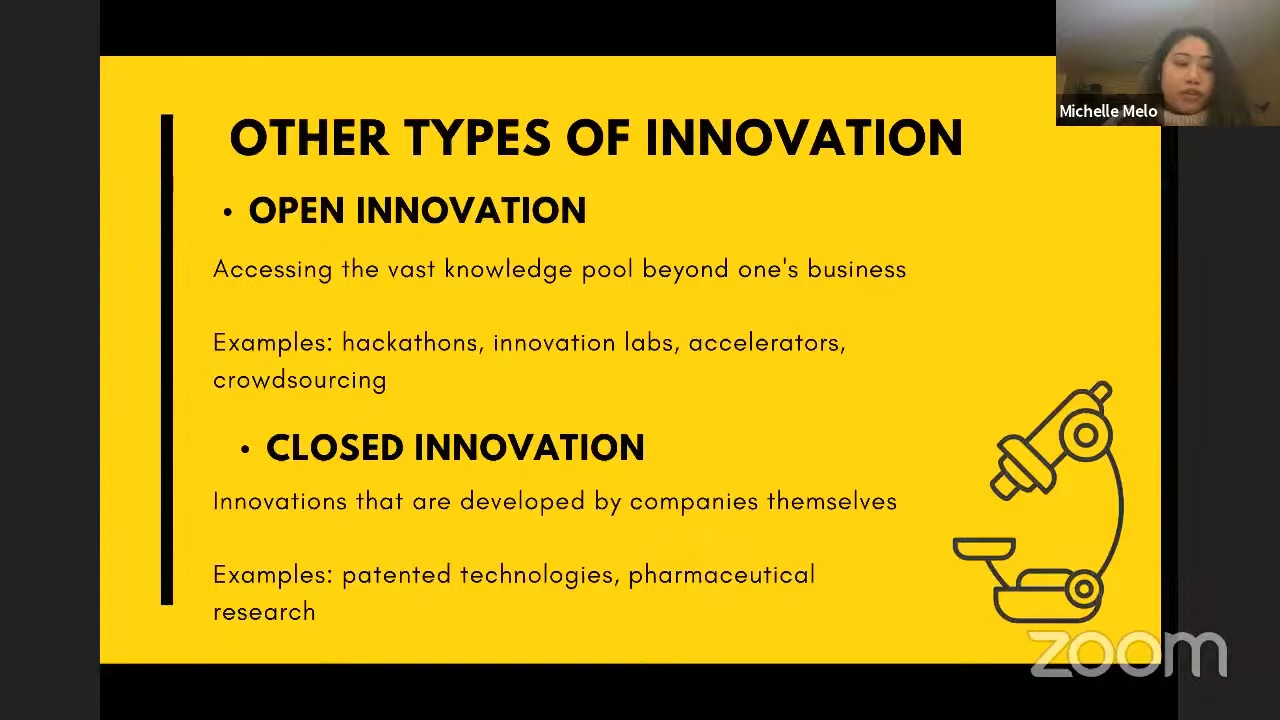 Michelle Melo
OTHER TYPES OF INNOVATION
• OPEN INNOVATION
Accessing the vast knowledge pool beyond one's business
Examples: hackathons, innovation labs, accelerators,
crowdsourcing
• CLOSED INNOVATION
Innovations that are developed by companies themselves
Examples: patented technologies, pharmaceutical
research
zoom